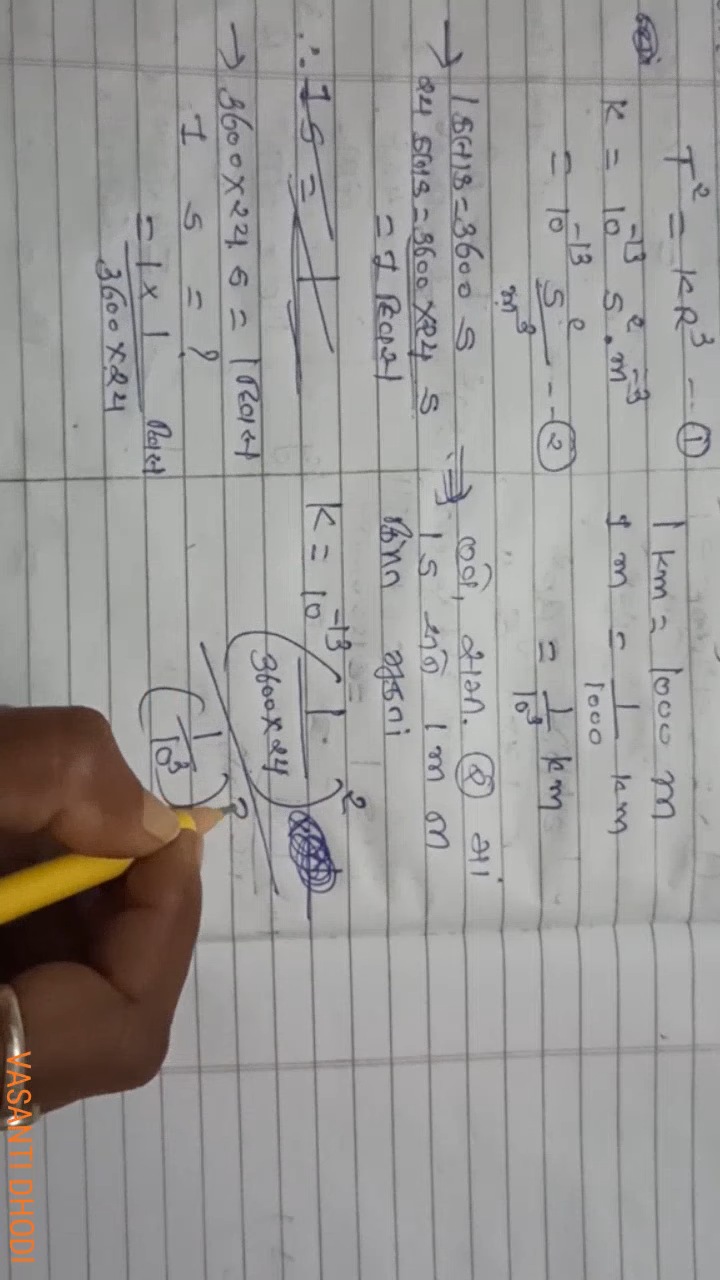 T² = KR³ --- ①
K = 10⁻¹³ s² . m⁻³
= 10⁻¹³ s²/m³ --- ②
→ 1 કલાક = 3600 s
24 કલાક = 3600 × 24 s
= 1 દિવસ
∴ 1 s = 1
→ 3600 × 24 s = 1 દિવસ
1 s = ?
= 1 × 1 / 3600 × 24 દિવસ
1 km = 1000 m
1 m = 1/1000 km
= 1/10³ km
⇒ હવે, સમી. ② માં
1 s અને 1 m ની
કિંમત મુકતાં
K = 10⁻¹³ (1 / 3600×24)²
(1/10³)
VASANTI DHODI